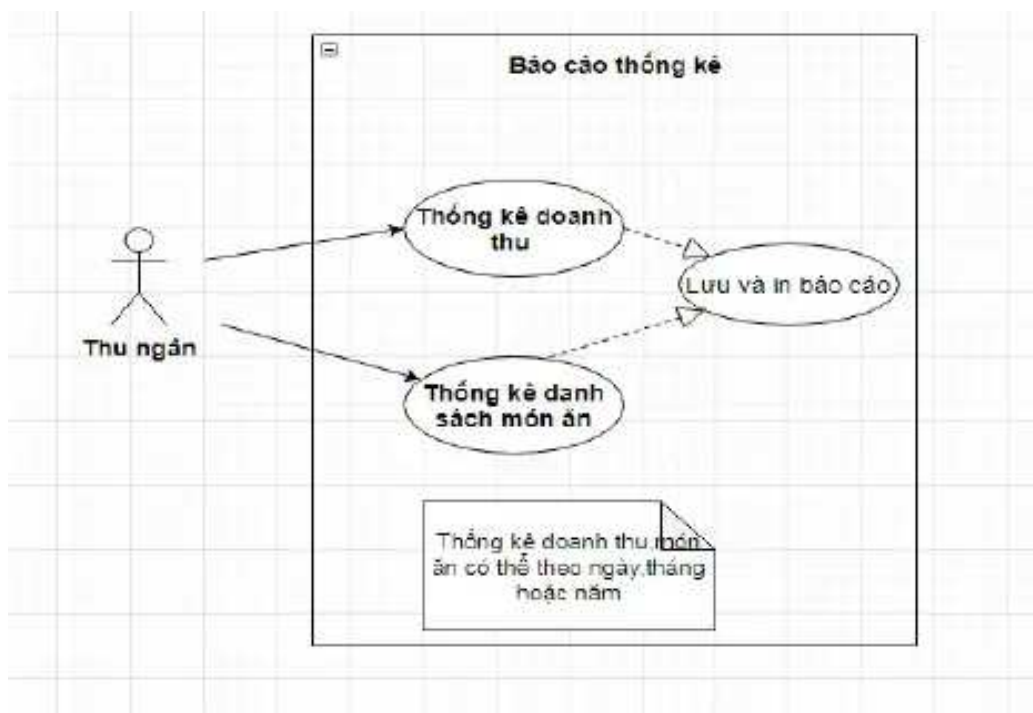 Báo cáo thống kê
Thống kê doanh
thu
Lưu và in báo cáo
Thu ngân
Thống kê danh
sách món ăn
Thống kê doanh thu,món
ăn có thể theo ngày,tháng
hoặc năm